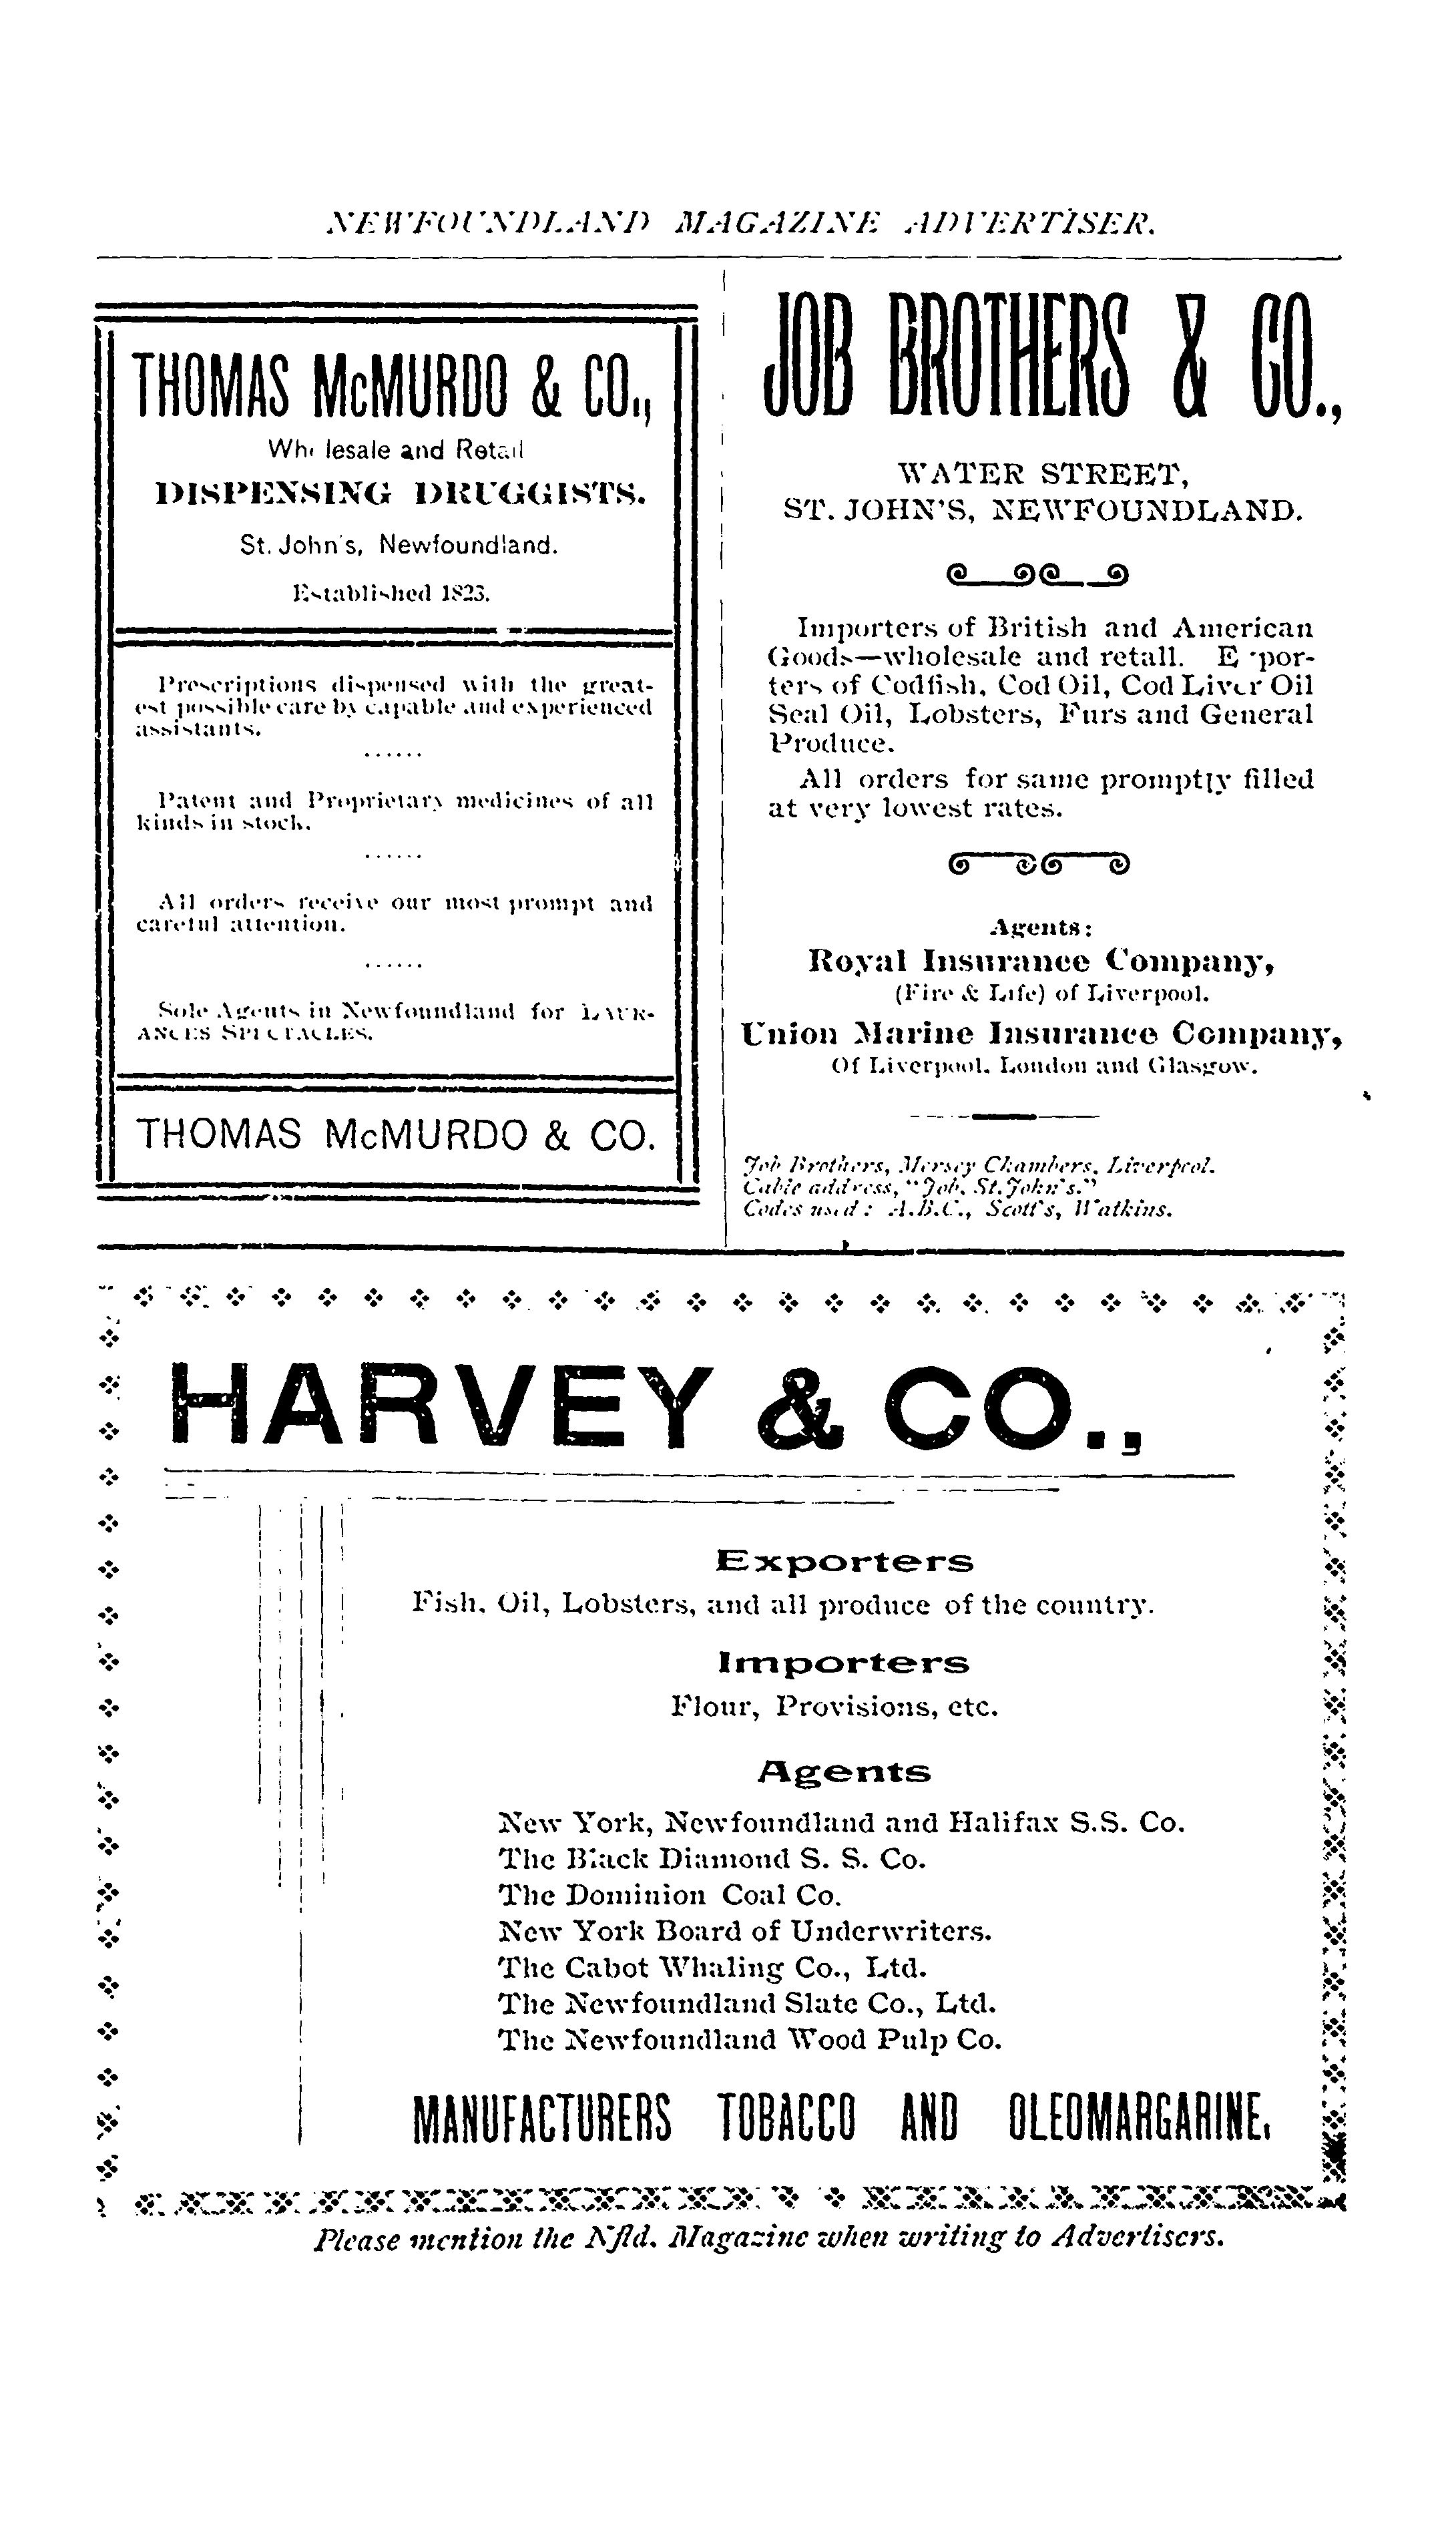 NEWFOUNDLAND MAGAZINE ADVERTISER.
THOMAS McMURDO & CO.,
Wholesale and Retail
DISPENSING DRUGGISTS.
St. John's, Newfoundland.
Established 1823.
Prescriptions dispensed with the great-
est possible care by capable and experienced
assistants.
......
Patent and Proprietary medicines of all
kinds in stock.
......
All orders receive our most prompt and
careful attention.
......
Sole Agents in Newfoundland for LAUR-
ANCES SPECTACLES.
THOMAS McMURDO & CO.
JOB BROTHERS & CO.,
WATER STREET,
ST. JOHN'S, NEWFOUNDLAND.
Importers of British and American
Goods—wholesale and retail. Expor-
ters of Codfish, Cod Oil, Cod Liver Oil
Seal Oil, Lobsters, Furs and General
Produce.
All orders for same promptly filled
at very lowest rates.
Agents:
Royal Insurance Company,
(Fire & Life) of Liverpool.
Union Marine Insurance Company,
Of Liverpool, London and Glasgow.
Job Brothers, Mersey Chambers, Liverpool.
Cable address, "Job, St. John's."
Codes used: A.B.C., Scott's, Watkins.
HARVEY & CO.,
Exporters
Fish, Oil, Lobsters, and all produce of the country.
Importers
Flour, Provisions, etc.
Agents
New York, Newfoundland and Halifax S.S. Co.
The Black Diamond S. S. Co.
The Dominion Coal Co.
New York Board of Underwriters.
The Cabot Whaling Co., Ltd.
The Newfoundland Slate Co., Ltd.
The Newfoundland Wood Pulp Co.
MANUFACTURERS TOBACCO AND OLEOMARGARINE.
Please mention the Nfld. Magazine when writing to Advertisers.